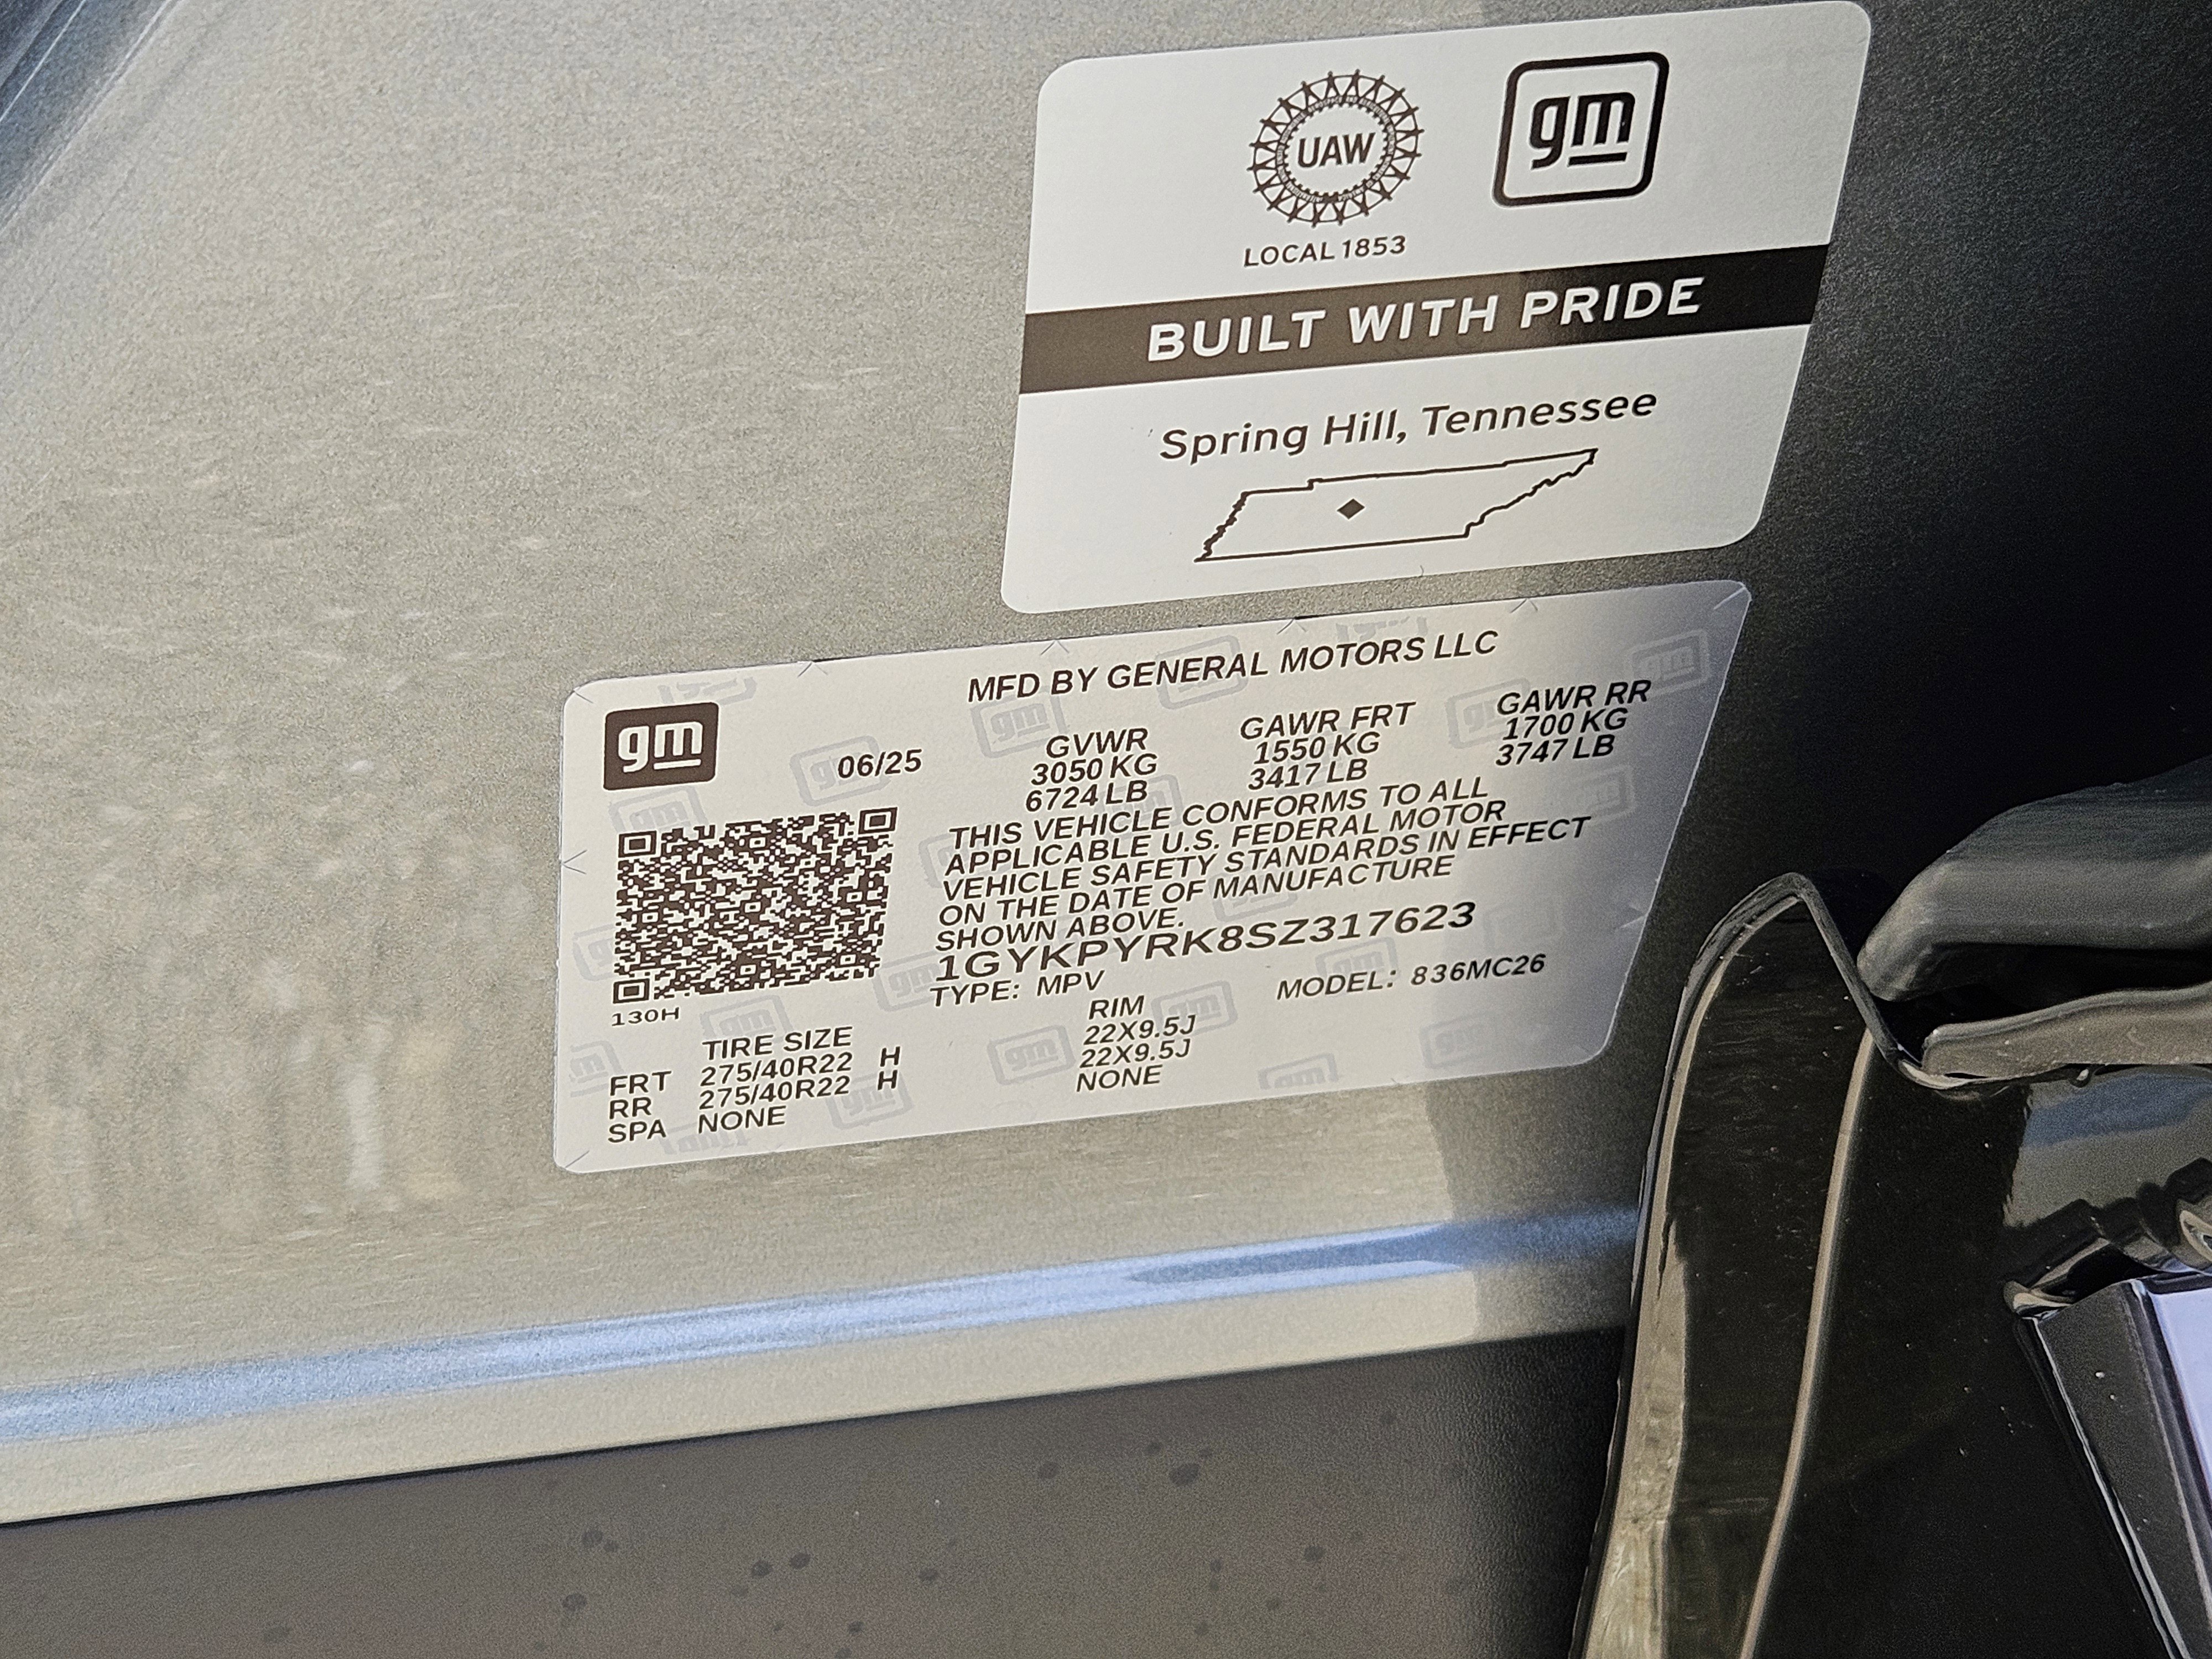 UAW
gm
LOCAL 1853
BUILT WITH PRIDE
Spring Hill, Tennessee
MFD BY GENERAL MOTORS LLC
gm
06/25
GVWR
3050 KG
6724 LB
GAWR FRT
1550 KG
3417 LB
GAWR RR
1700 KG
3747 LB
THIS VEHICLE CONFORMS TO ALL
APPLICABLE U.S. FEDERAL MOTOR
VEHICLE SAFETY STANDARDS IN EFFECT
ON THE DATE OF MANUFACTURE
SHOWN ABOVE.
1GYKPYRK8SZ317623
TYPE: MPV MODEL: 836MC26
130H
TIRE SIZE RIM
FRT 275/40R22 H 22X9.5J
RR 275/40R22 H 22X9.5J
SPA NONE NONE